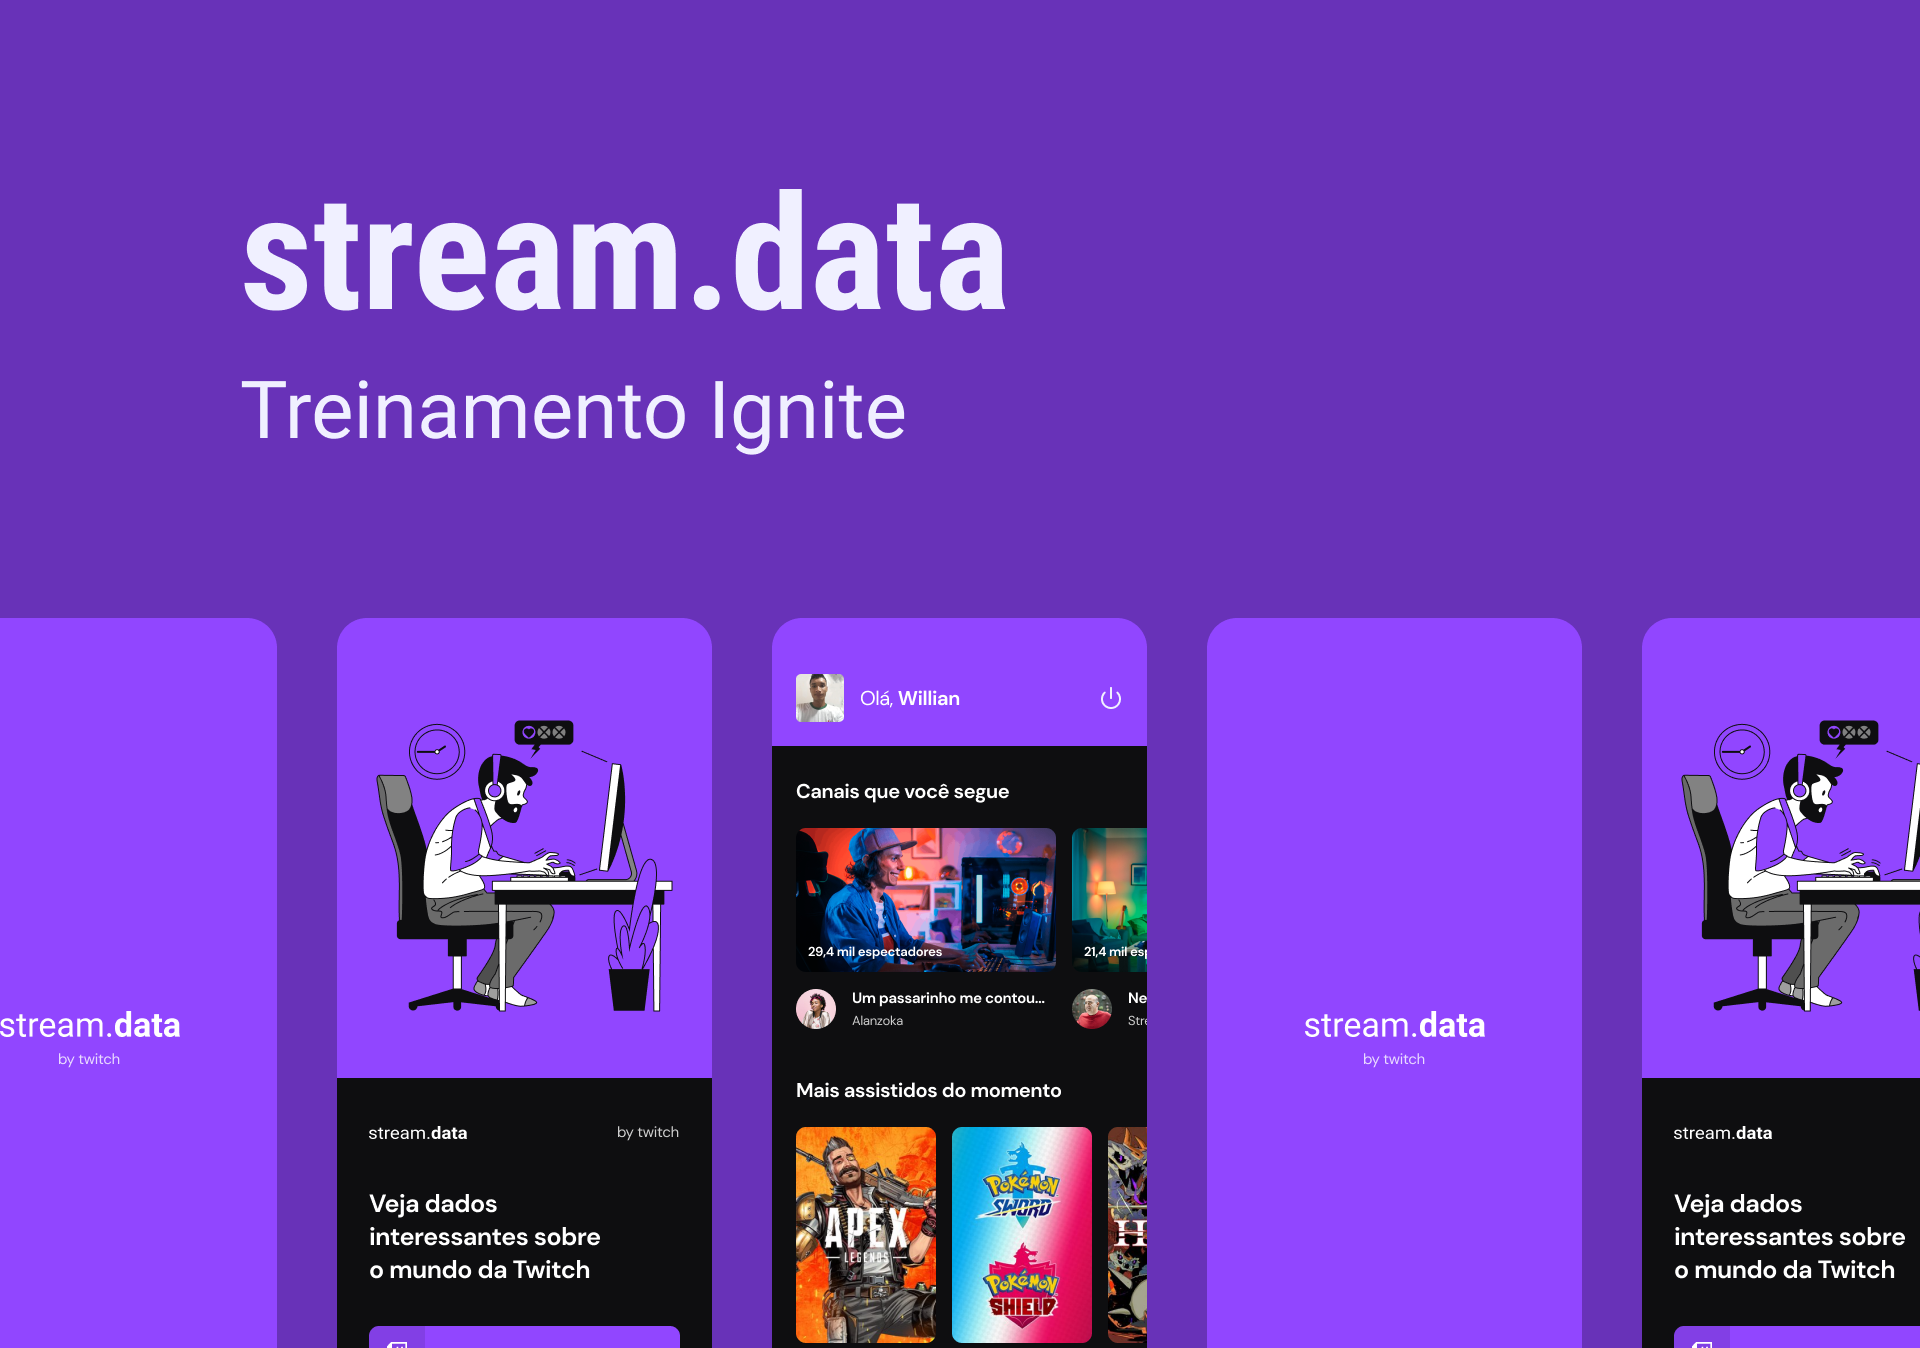 stream.data
Treinamento Ignite
stream.data
by twitch
stream.data
by twitch
Veja dados
interessantes sobre
o mundo da Twitch
Olá, Willian
Canais que você segue
29,4 mil espectadores
21,4 mil esp
Um passarinho me contou...
Alanzoka
Ne
Stre
Mais assistidos do momento
APEX
LEGENDS
POKÉMON
SWORD
POKÉMON
SHIELD
H
stream.data
by twitch
stream.data
Veja dados
interessantes sobre
o mundo da Twitch